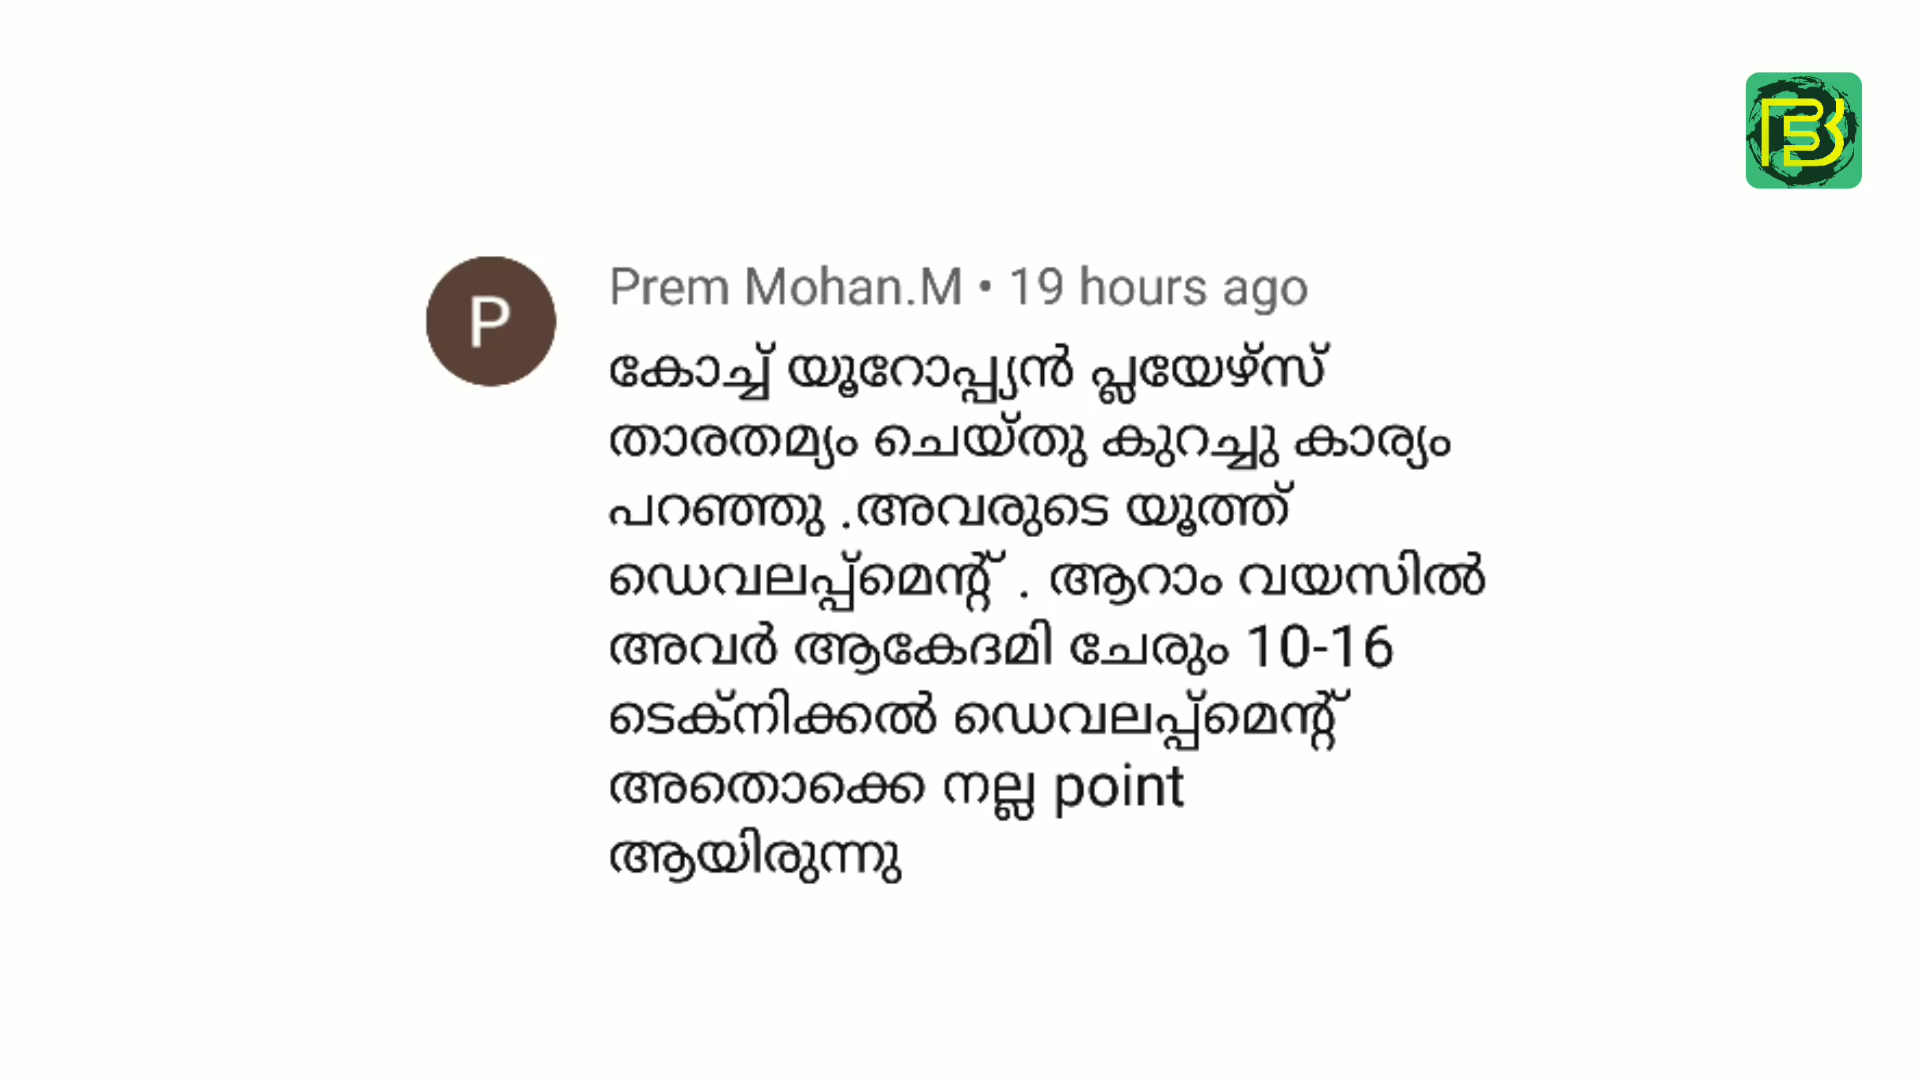 Prem Mohan.M • 19 hours ago
P
കോച്ച് യൂറോപ്പ്യൻ പ്ലയേഴ്സ്
താരതമ്യം ചെയ്തു കുറച്ചു കാര്യം
പറഞ്ഞു .അവരുടെ യൂത്ത്
ഡെവലപ്പ്മെന്റ് . ആറാം വയസിൽ
അവർ ആകേദമി ചേരും 10-16
ടെക്നിക്കൽ ഡെവലപ്പ്മെന്റ്
അതൊക്കെ നല്ല point
ആയിരുന്നു